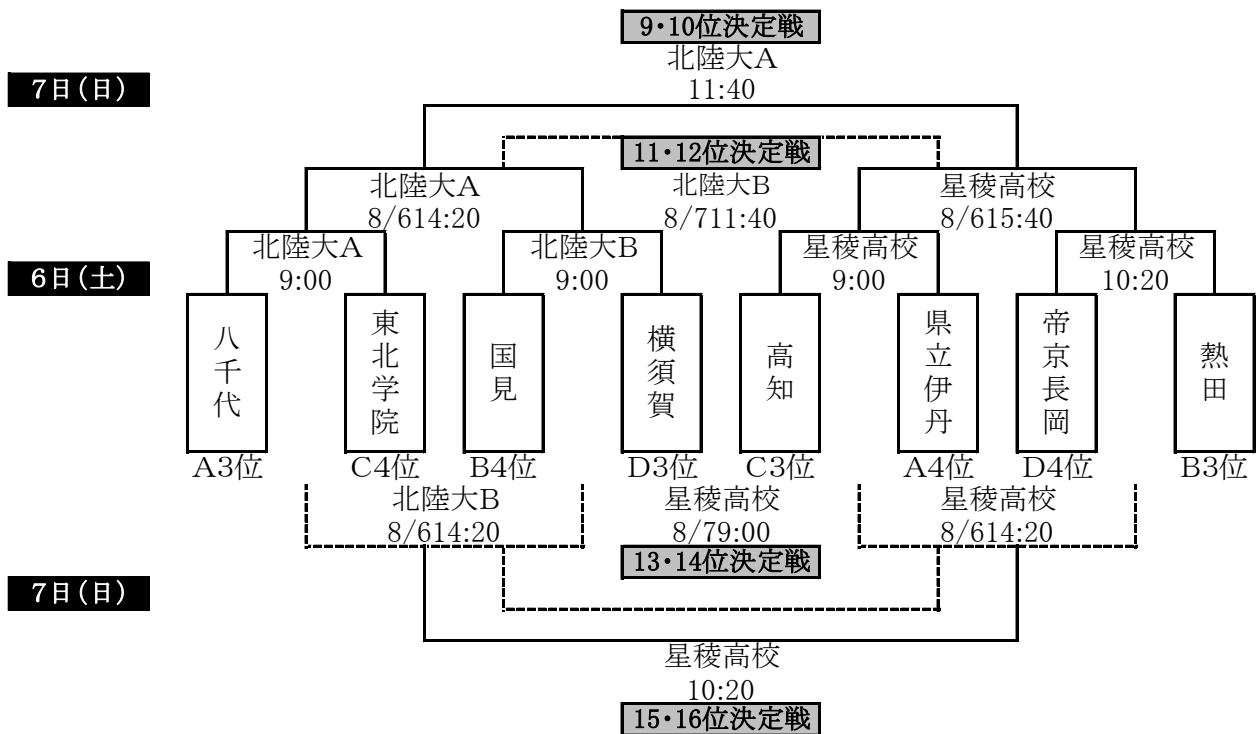 9・10位決定戦
北陸大A
7日(日)
11:40
11・12位決定戦
北陸大A
北陸大B
星稜高校
8/614:20
8/711:40
8/615:40
北陸大A
北陸大B
星稜高校
星稜高校
6日(土)
9:00
9:00
9:00
10:20
八千代
東北学院
国見
横須賀
高知
県立伊丹
帝京長岡
熱田
A3位
C4位
B4位
D3位
C3位
A4位
D4位
B3位
北陸大B
星稜高校
星稜高校
8/614:20
8/79:00
8/614:20
13・14位決定戦
7日(日)
星稜高校
10:20
15・16位決定戦